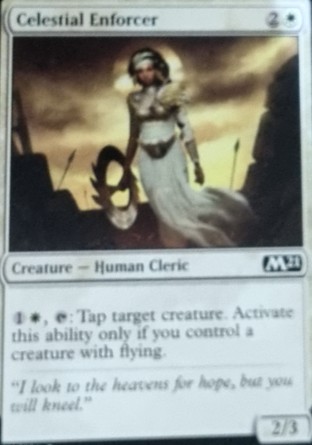 Celestial Enforcer 2
Creature — Human Cleric M21
1, : Tap target creature. Activate
this ability only if you control a
creature with flying.
"I look to the heavens for hope, but you
will kneel."
2/3